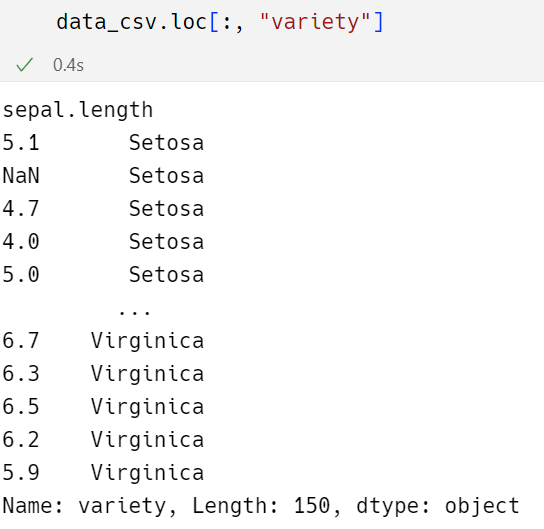 data_csv.loc[:, "variety"]
0.4s
sepal.length
5.1       Setosa
NaN       Setosa
4.7       Setosa
4.0       Setosa
5.0       Setosa
...
6.7    Virginica
6.3    Virginica
6.5    Virginica
6.2    Virginica
5.9    Virginica
Name: variety, Length: 150, dtype: object